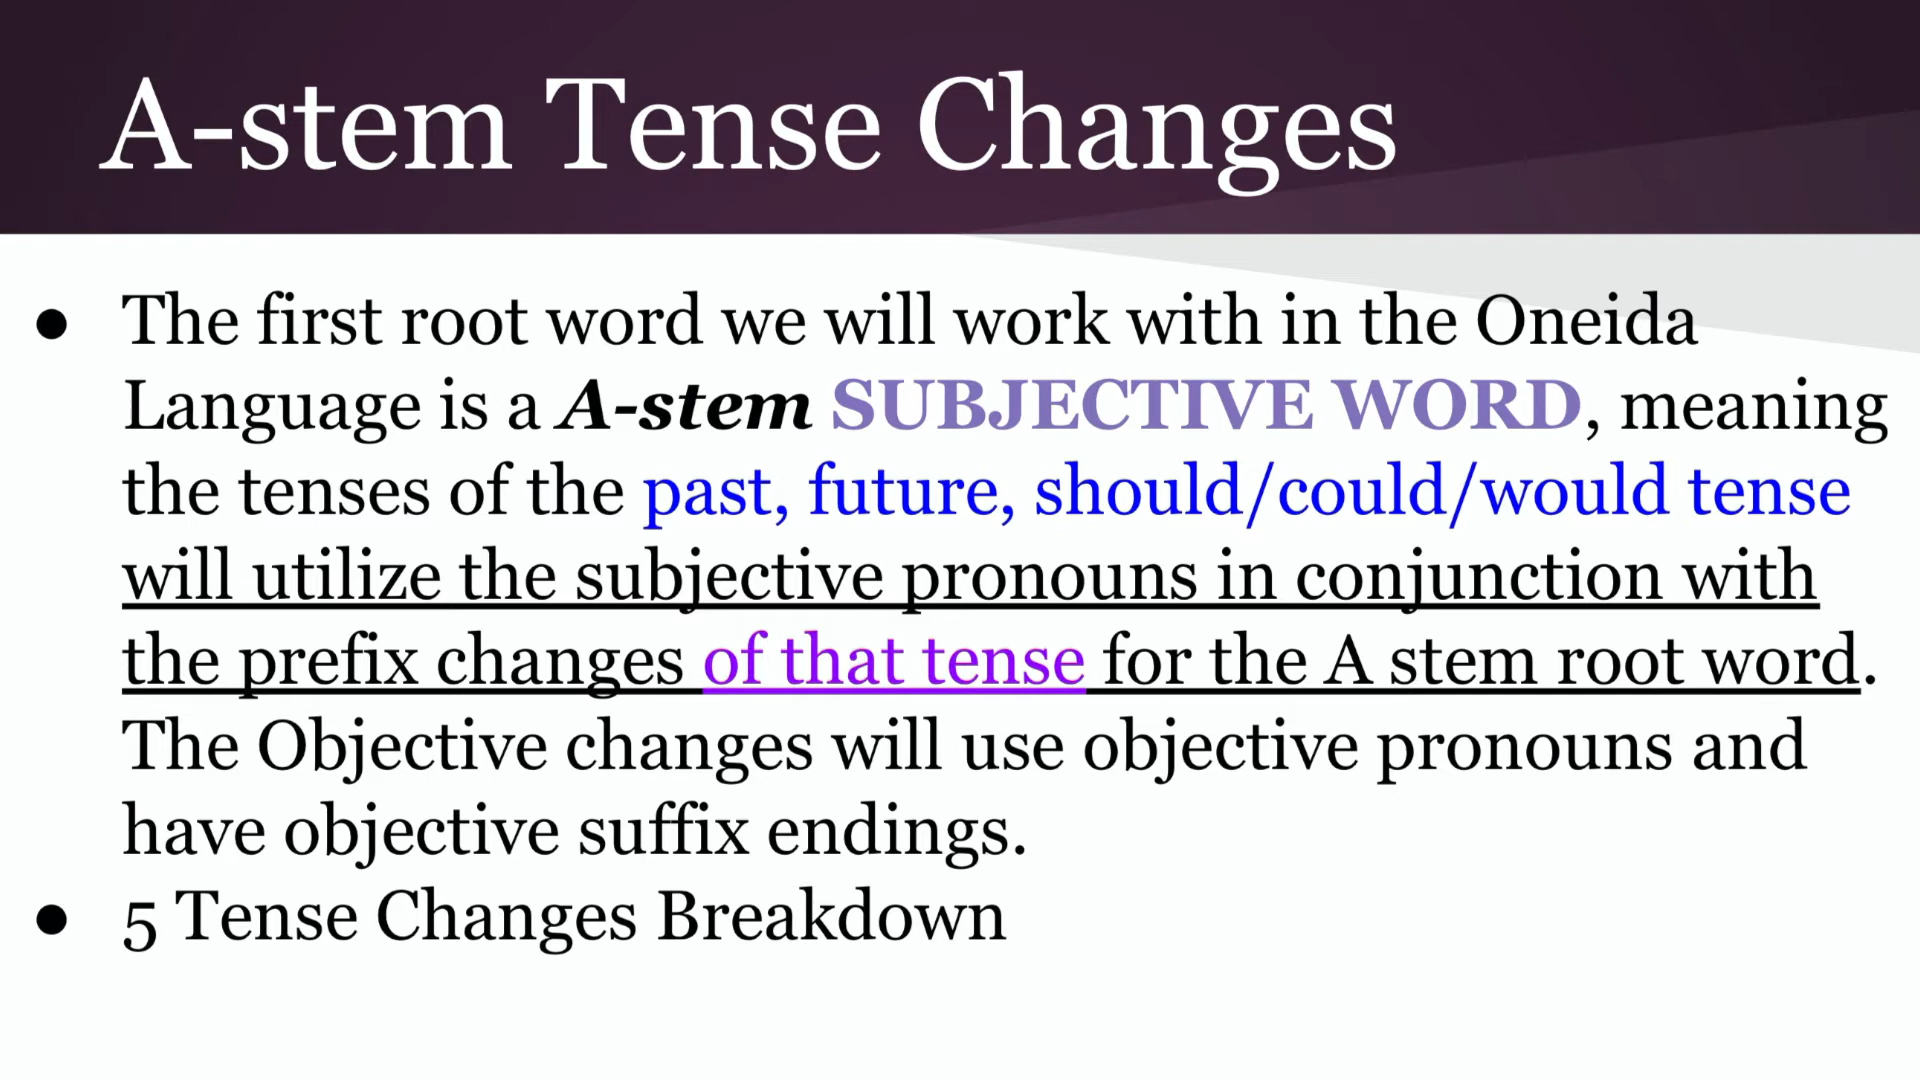 A-stem Tense Changes
● The first root word we will work with in the Oneida
Language is a A-stem SUBJECTIVE WORD, meaning
the tenses of the past, future, should/could/would tense
will utilize the subjective pronouns in conjunction with
the prefix changes of that tense for the A stem root word.
The Objective changes will use objective pronouns and
have objective suffix endings.
● 5 Tense Changes Breakdown